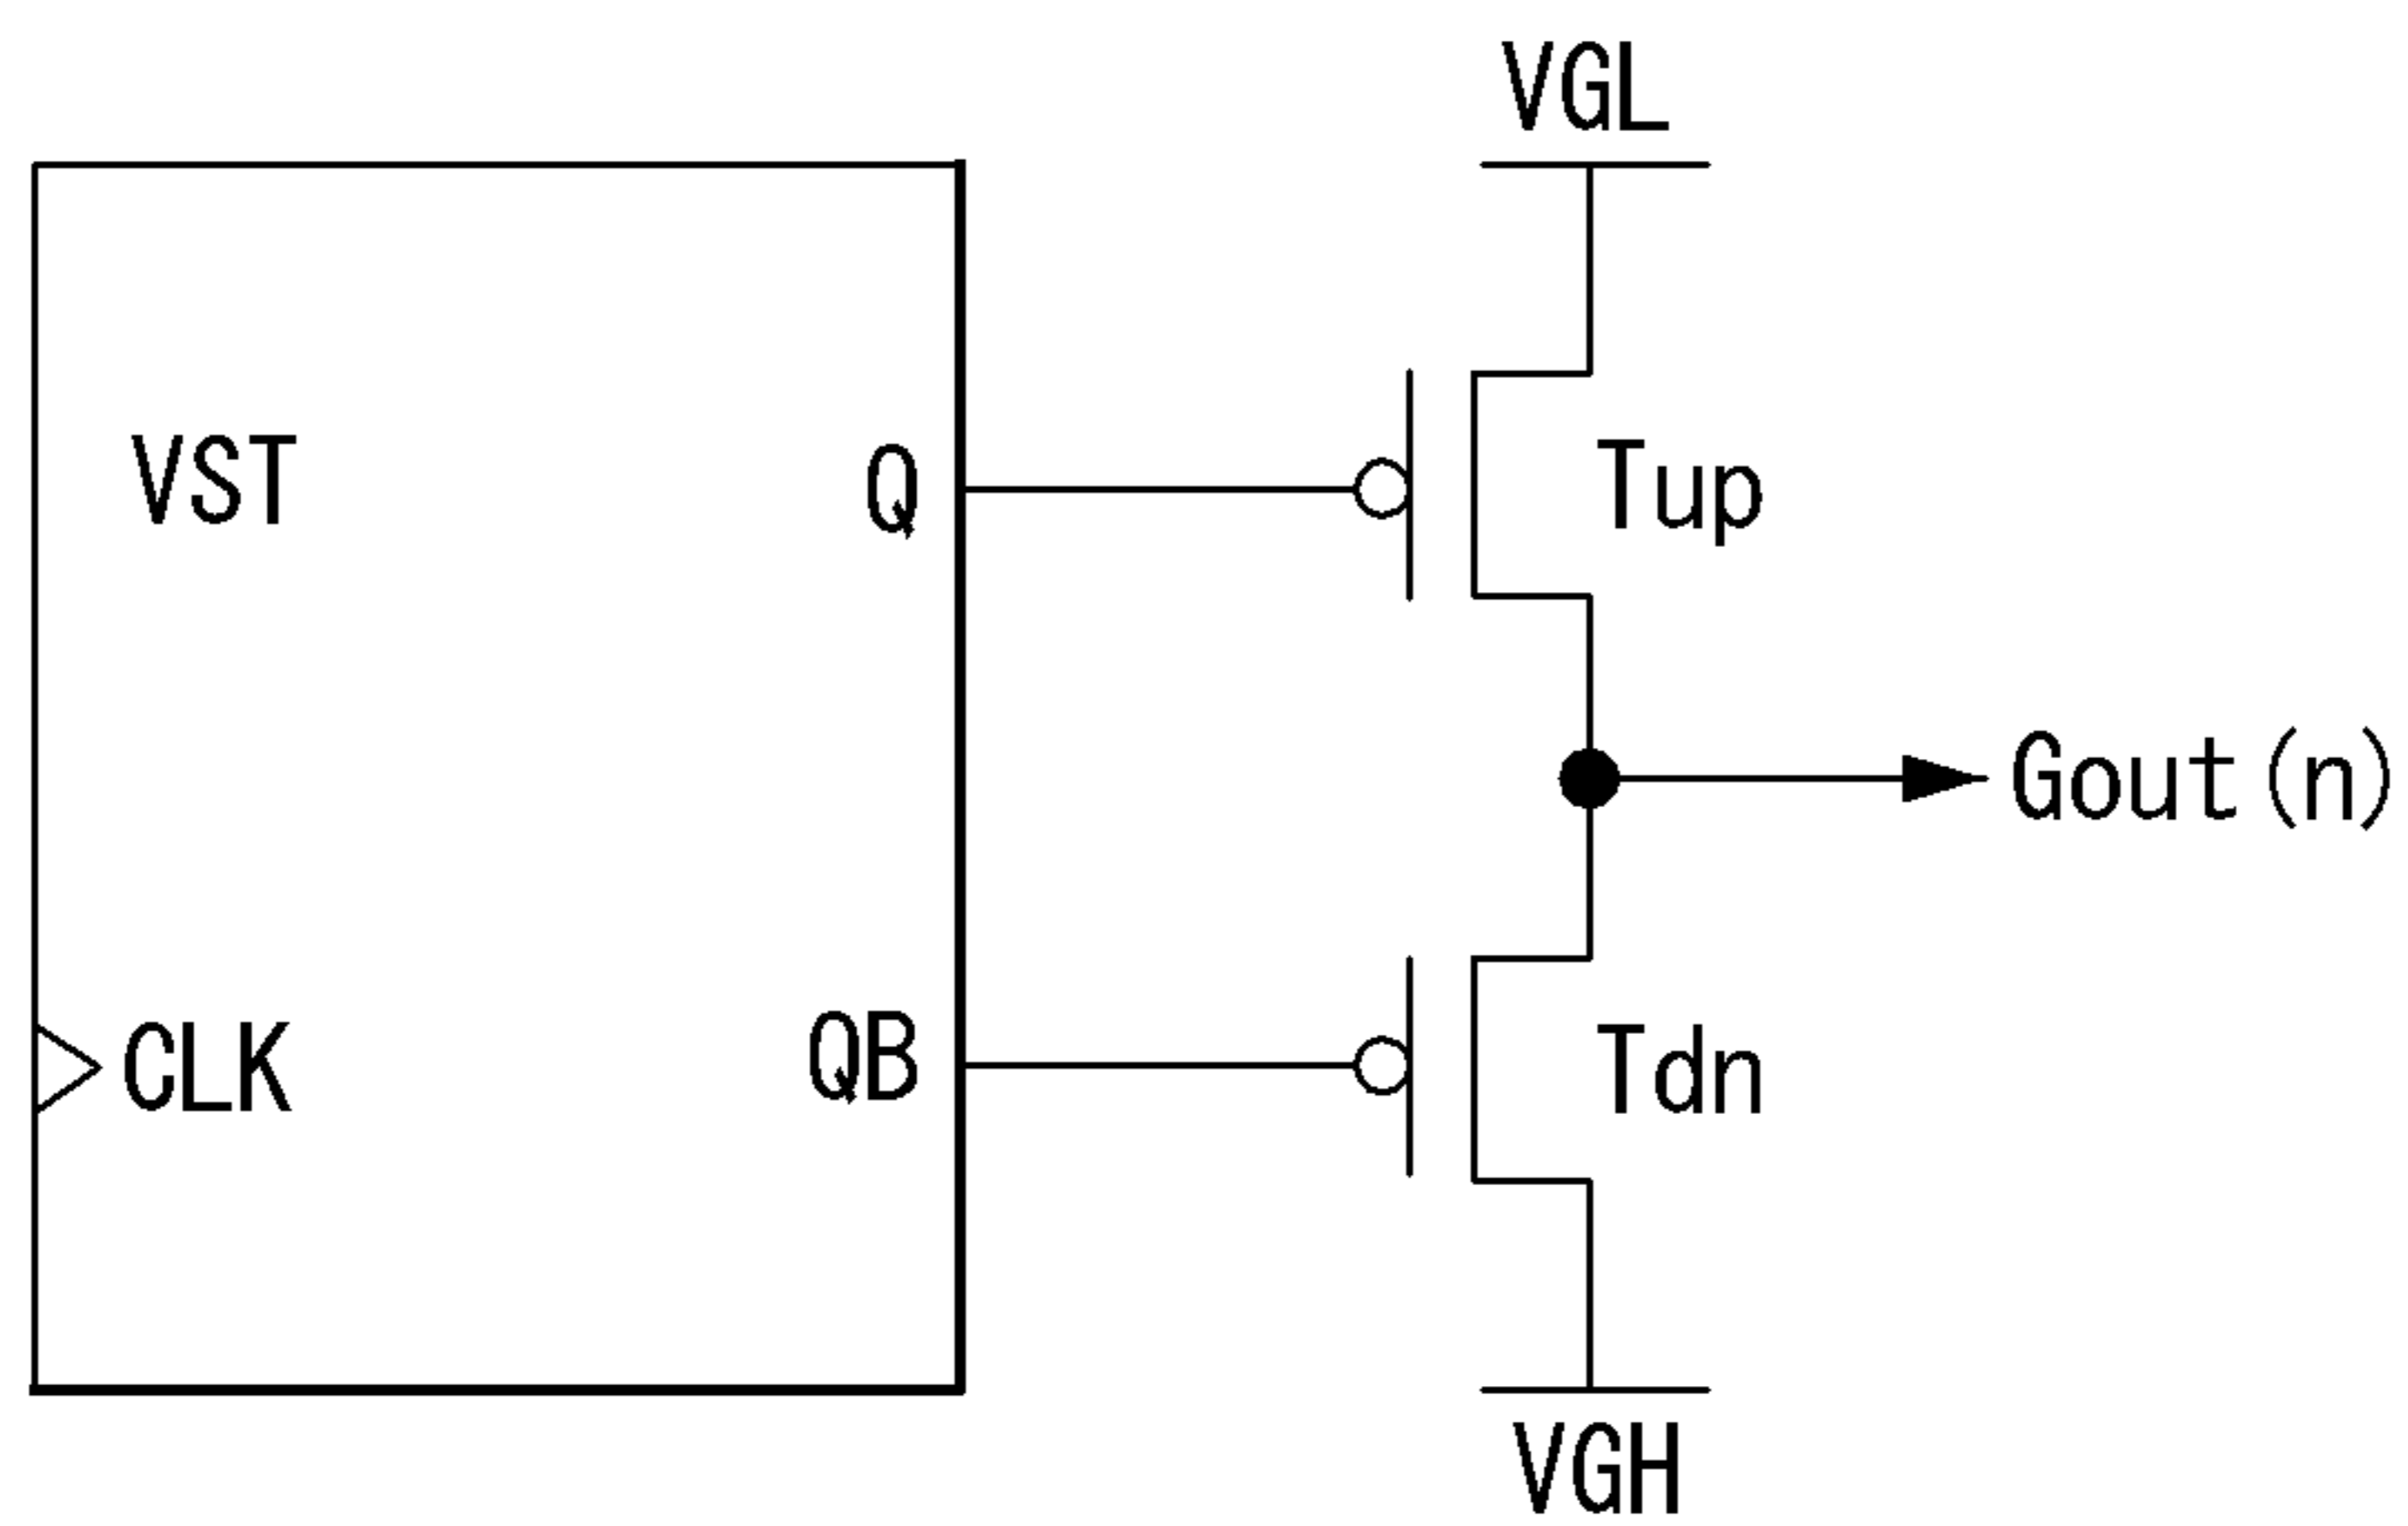 VGL
VST
Q
Tup
Gout(n)
CLK
QB
Tdn
VGH